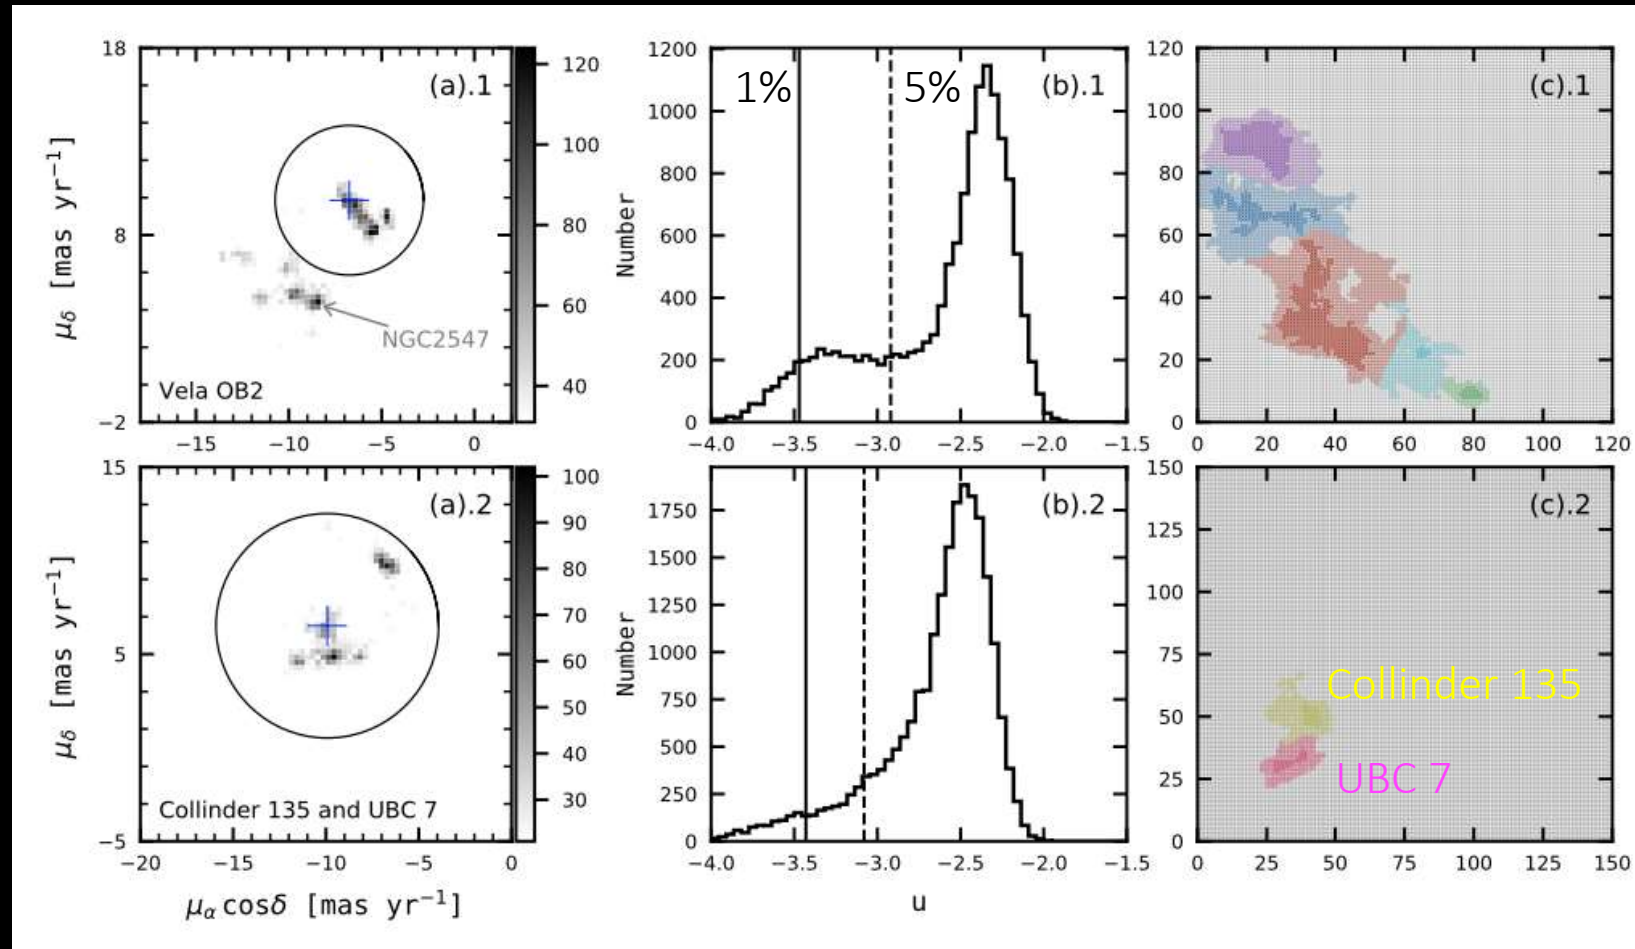 18
8
−2
μδ [mas yr−1]
(a).1
NGC2547
Vela OB2
−15 −10 −5 0
120
100
80
60
40
1200
1000
800
600
400
200
0
Number
1%
5%
(b).1
−4.0 −3.5 −3.0 −2.5 −2.0 −1.5
120
100
80
60
40
20
0
(c).1
0 20 40 60 80 100 120
15
5
−5
μδ [mas yr−1]
(a).2
Collinder 135 and UBC 7
−20 −15 −10 −5 0
μα cosδ [mas yr−1]
100
90
80
70
60
50
40
30
1750
1500
1250
1000
750
500
250
0
Number
(b).2
−4.0 −3.5 −3.0 −2.5 −2.0 −1.5
u
150
125
100
75
50
25
0
(c).2
Collinder 135
UBC 7
0 25 50 75 100 125 150